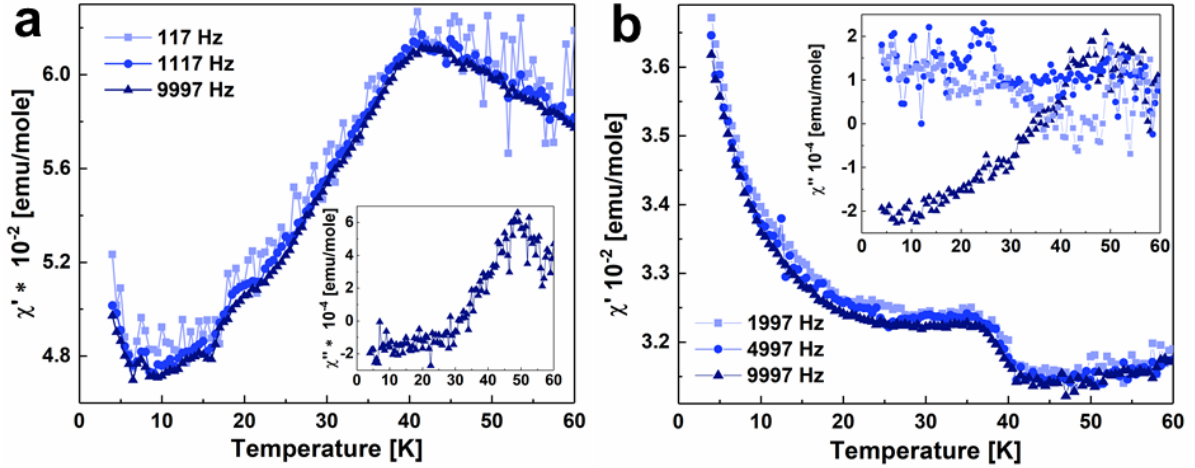 a
117 Hz
1117 Hz
9997 Hz
χ' * 10⁻² [emu/mole]
6.0
5.6
5.2
4.8
0 10 20 30 40 50 60
Temperature [K]
χ'' * 10⁻⁴ [emu/mole]
6
4
2
0
-2
0 10 20 30 40 50 60
b
3.6
3.5
3.4
3.3
3.2
χ' 10⁻² [emu/mole]
0 10 20 30 40 50 60
Temperature [K]
1997 Hz
4997 Hz
9997 Hz
χ'' 10⁻⁴ [emu/mole]
2
1
0
-1
-2
0 10 20 30 40 50 60